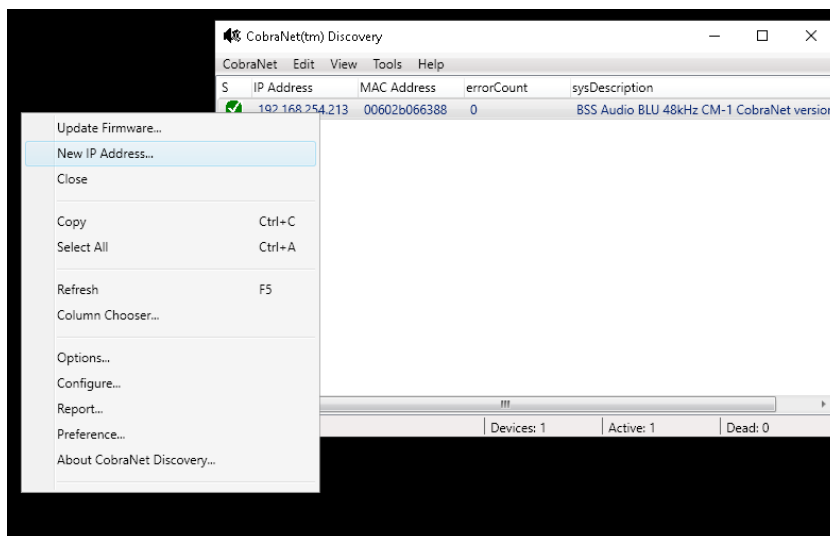 CobraNet(tm) Discovery
CobraNet Edit View Tools Help
S IP Address MAC Address errorCount sysDescription
192.168.254.213 00602b066388 0 BSS Audio BLU 48kHz CM-1 CobraNet version
Update Firmware...
New IP Address...
Close
Copy Ctrl+C
Select All Ctrl+A
Refresh F5
Column Chooser...
Options...
Configure...
Report...
Preference...
About CobraNet Discovery...
Devices: 1 Active: 1 Dead: 0